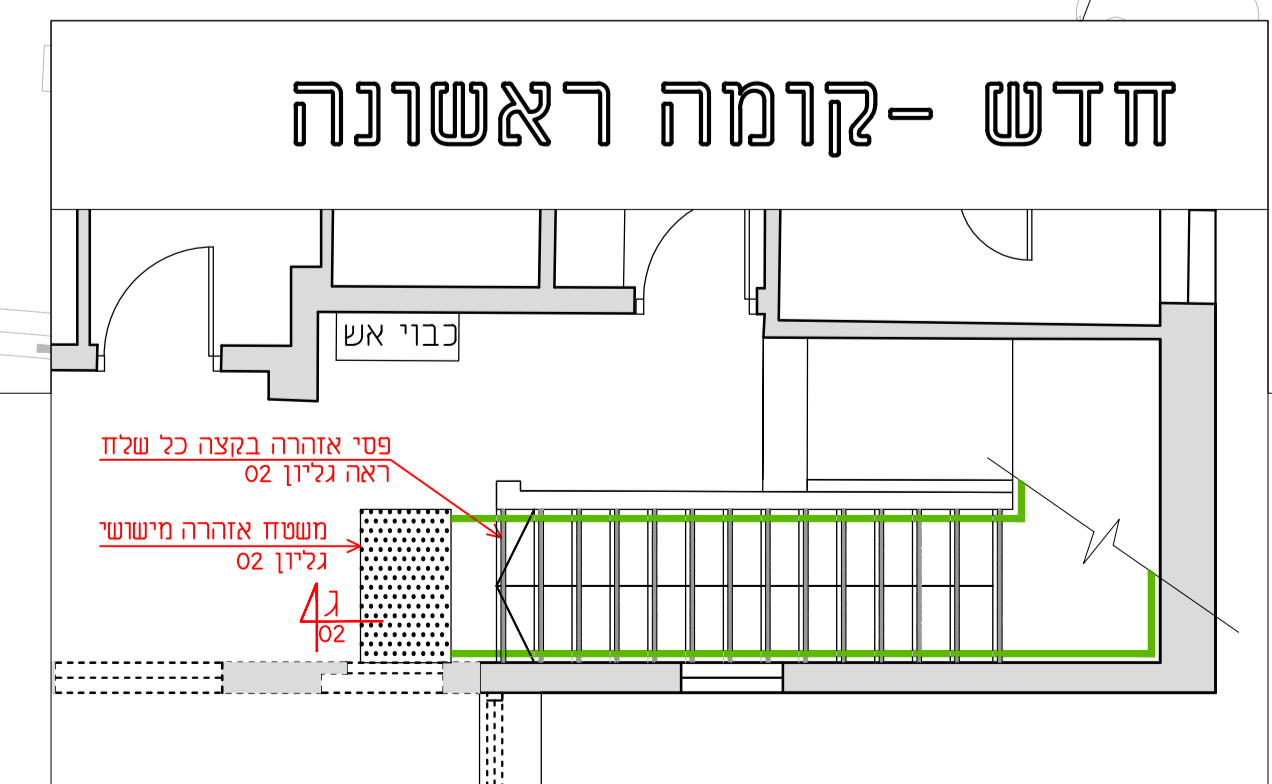 חדש -קומה ראשונה
כבוי אש
פסי אזהרה בקצה כל שלח
ראה גליון 02
משטח אזהרה מישושי
גליון 02
ג
02